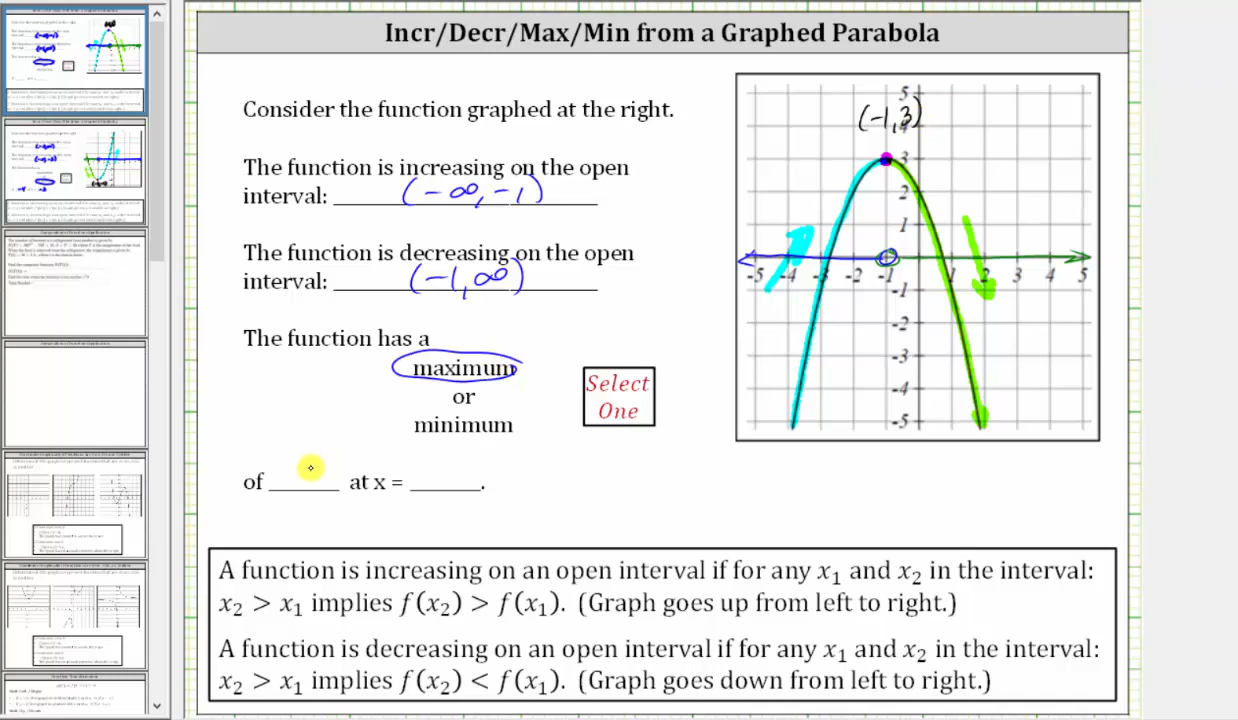 Incr/Decr/Max/Min from a Graphed Parabola
Consider the function graphed at the right.
The function is increasing on the open
interval: (-∞, -1)
The function is decreasing on the open
interval: (-1, ∞)
The function has a
maximum
or
minimum
Select
One
of ______ at x = ______.
(-1, 3)
5
4
3
2
1
-5 -4 -3 -2 -1 1 2 3 4 5
-1
-2
-3
-4
-5
A function is increasing on an open interval if for any x₁ and x₂ in the interval:
x₂ > x₁ implies f(x₂) > f(x₁). (Graph goes up from left to right.)
A function is decreasing on an open interval if for any x₁ and x₂ in the interval:
x₂ > x₁ implies f(x₂) < f(x₁). (Graph goes down from left to right.)